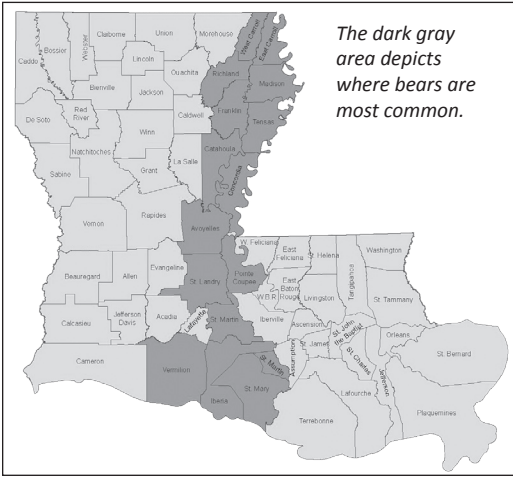 The dark gray
area depicts
where bears are
most common.
Caddo
Bossier
Webster
Claiborne
Union
Morehouse
West Carroll
East Carroll
Lincoln
Ouachita
Richland
Madison
Bienville
Jackson
De Soto
Red
River
Caldwell
Franklin
Tensas
Winn
Natchitoches
La Salle
Catahoula
Sabine
Grant
Concordia
Vernon
Rapides
Avoyelles
W. Feliciana
East
Feliciana
St. Helena
Tangipahoa
Washington
Beauregard
Allen
Evangeline
St. Landry
Pointe
Coupee
W.B.R.
East
Baton
Rouge
Livingston
St. Tammany
Calcasieu
Jefferson
Davis
Acadia
Lafayette
St. Martin
Iberville
Ascension
St. James
St. John
the Baptist
Orleans
St. Bernard
Cameron
Vermilion
Iberia
St. Martin
St. Mary
Assumption
St. Charles
Jefferson
Lafourche
Terrebonne
Plaquemines